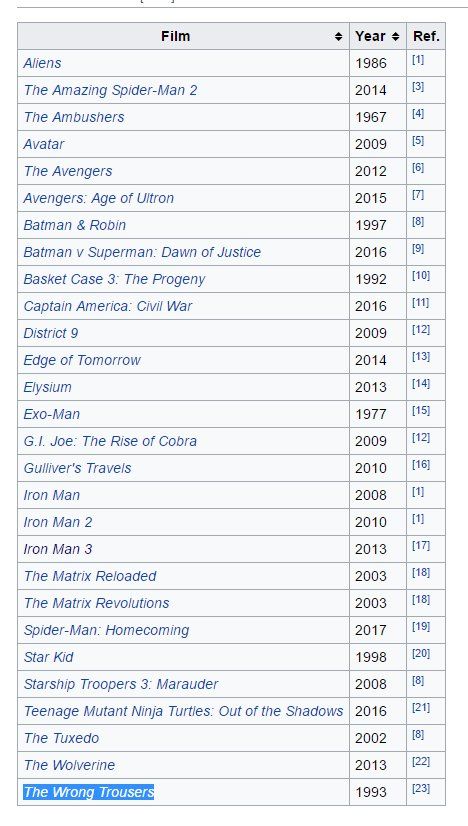 Film Year Ref.
Aliens 1986 [1]
The Amazing Spider-Man 2 2014 [3]
The Ambushers 1967 [4]
Avatar 2009 [5]
The Avengers 2012 [6]
Avengers: Age of Ultron 2015 [7]
Batman & Robin 1997 [8]
Batman v Superman: Dawn of Justice 2016 [9]
Basket Case 3: The Progeny 1992 [10]
Captain America: Civil War 2016 [11]
District 9 2009 [12]
Edge of Tomorrow 2014 [13]
Elysium 2013 [14]
Exo-Man 1977 [15]
G.I. Joe: The Rise of Cobra 2009 [12]
Gulliver's Travels 2010 [16]
Iron Man 2008 [1]
Iron Man 2 2010 [1]
Iron Man 3 2013 [17]
The Matrix Reloaded 2003 [18]
The Matrix Revolutions 2003 [18]
Spider-Man: Homecoming 2017 [19]
Star Kid 1998 [20]
Starship Troopers 3: Marauder 2008 [8]
Teenage Mutant Ninja Turtles: Out of the Shadows 2016 [21]
The Tuxedo 2002 [8]
The Wolverine 2013 [22]
The Wrong Trousers 1993 [23]